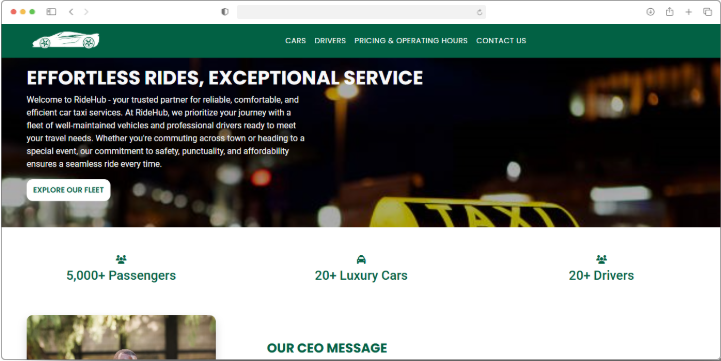 CARS DRIVERS PRICING & OPERATING HOURS CONTACT US
EFFORTLESS RIDES, EXCEPTIONAL SERVICE
Welcome to RideHub - your trusted partner for reliable, comfortable, and
efficient car taxi services. At RideHub, we prioritize your journey with a
fleet of well-maintained vehicles and professional drivers ready to meet
your travel needs. Whether you're commuting across town or heading to a
special event, our commitment to safety, punctuality, and affordability
ensures a seamless ride every time.
EXPLORE OUR FLEET
TAXI
5,000+ Passengers
20+ Luxury Cars
20+ Drivers
OUR CEO MESSAGE